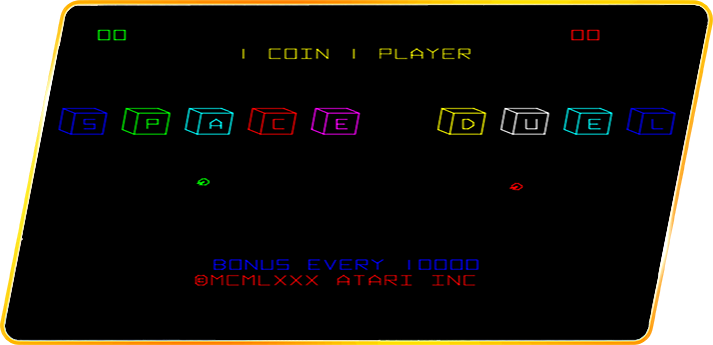 00 00
1 COIN 1 PLAYER
SPACE DUEL
BONUS EVERY 10000
©MCMLXXX ATARI INC